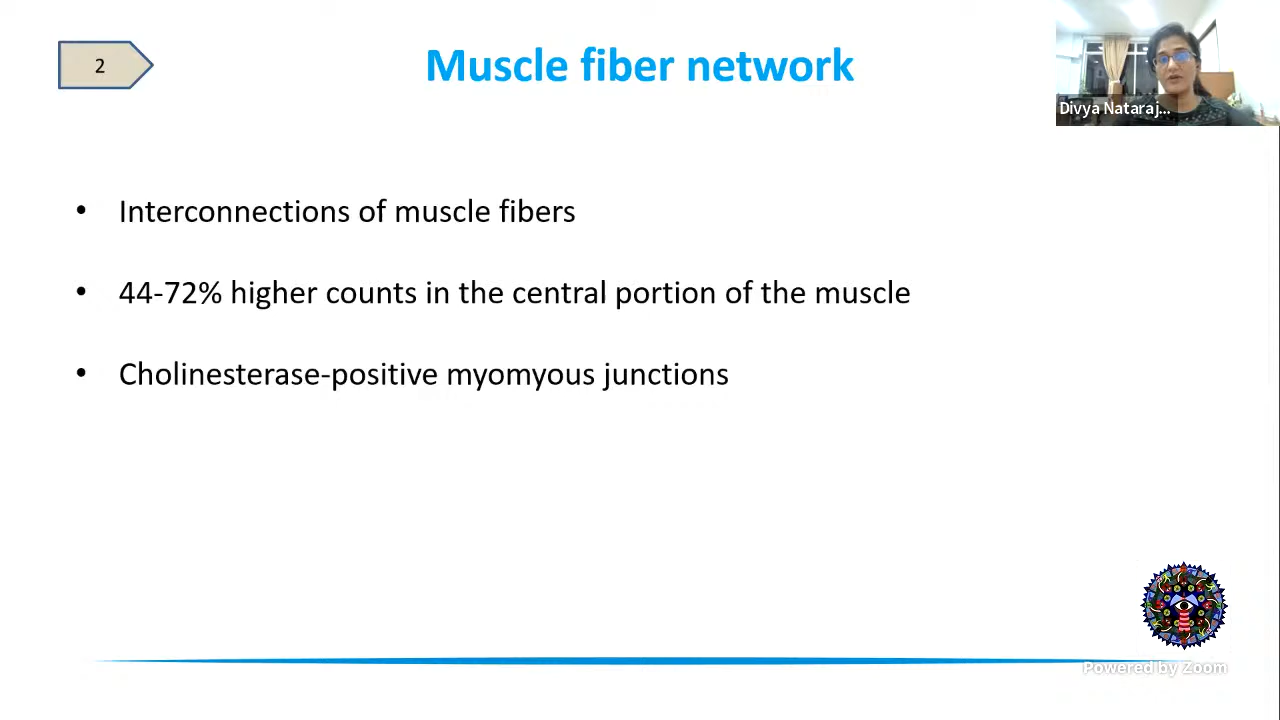 2
Muscle fiber network
Divya Nataraj...
• Interconnections of muscle fibers
• 44-72% higher counts in the central portion of the muscle
• Cholinesterase-positive myomyous junctions
Powered by Zoom